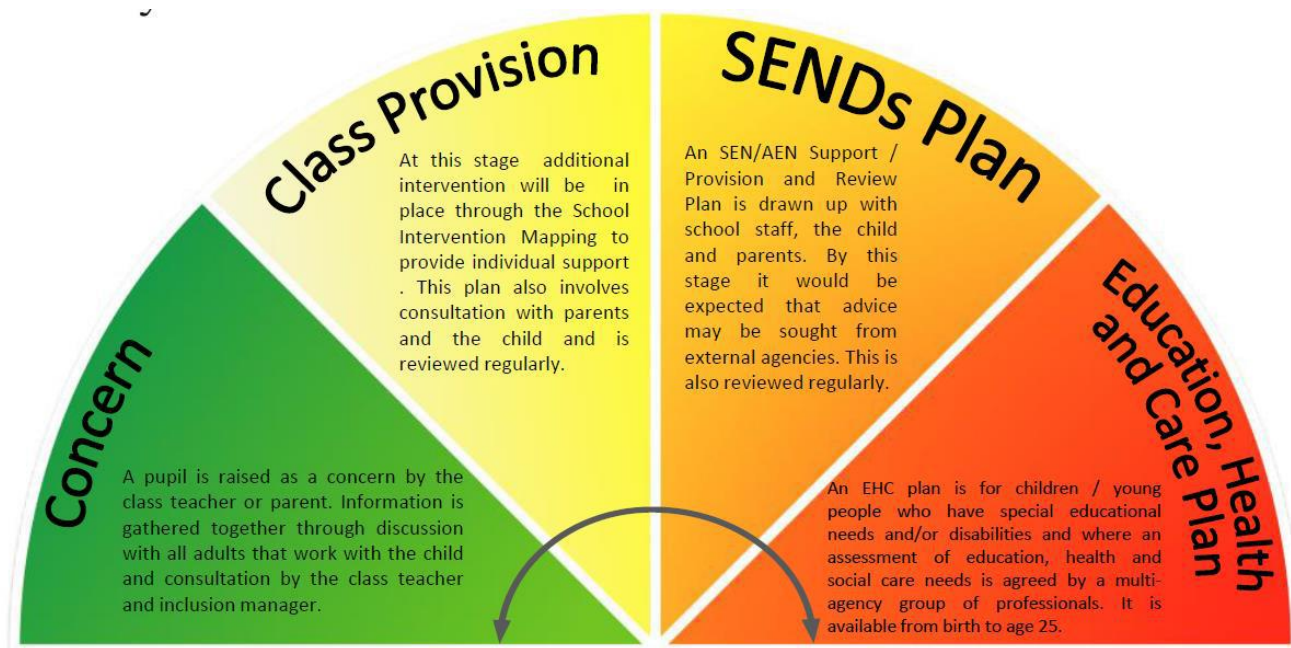 Concern
A pupil is raised as a concern by the
class teacher or parent. Information is
gathered together through discussion
with all adults that work with the child
and consultation by the class teacher
and inclusion manager.
Class Provision
At this stage additional
intervention will be in
place through the School
Intervention Mapping to
provide individual support
. This plan also involves
consultation with parents
and the child and is
reviewed regularly.
SENDs Plan
An SEN/AEN Support /
Provision and Review
Plan is drawn up with
school staff, the child
and parents. By this
stage it would be
expected that advice
may be sought from
external agencies. This is
also reviewed regularly.
Education, Health
and Care Plan
An EHC plan is for children / young
people who have special educational
needs and/or disabilities and where an
assessment of education, health and
social care needs is agreed by a multi-
agency group of professionals. It is
available from birth to age 25.